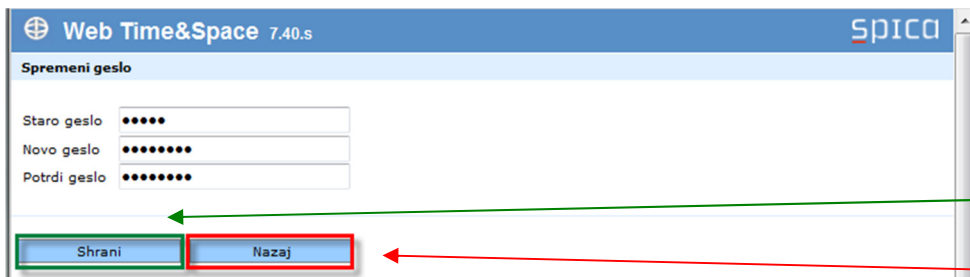 Web Time&Space 7.40.s
spica
Spremeni geslo
Staro geslo •••••
Novo geslo ••••••••
Potrdi geslo ••••••••
Shrani Nazaj